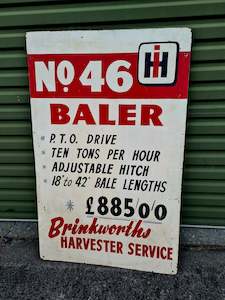 No 46 IH
BALER
P.T.O. DRIVE
TEN TONS PER HOUR
ADJUSTABLE HITCH
18" to 42" BALE LENGTHS
£885 0/0
Brinkworths
HARVESTER SERVICE